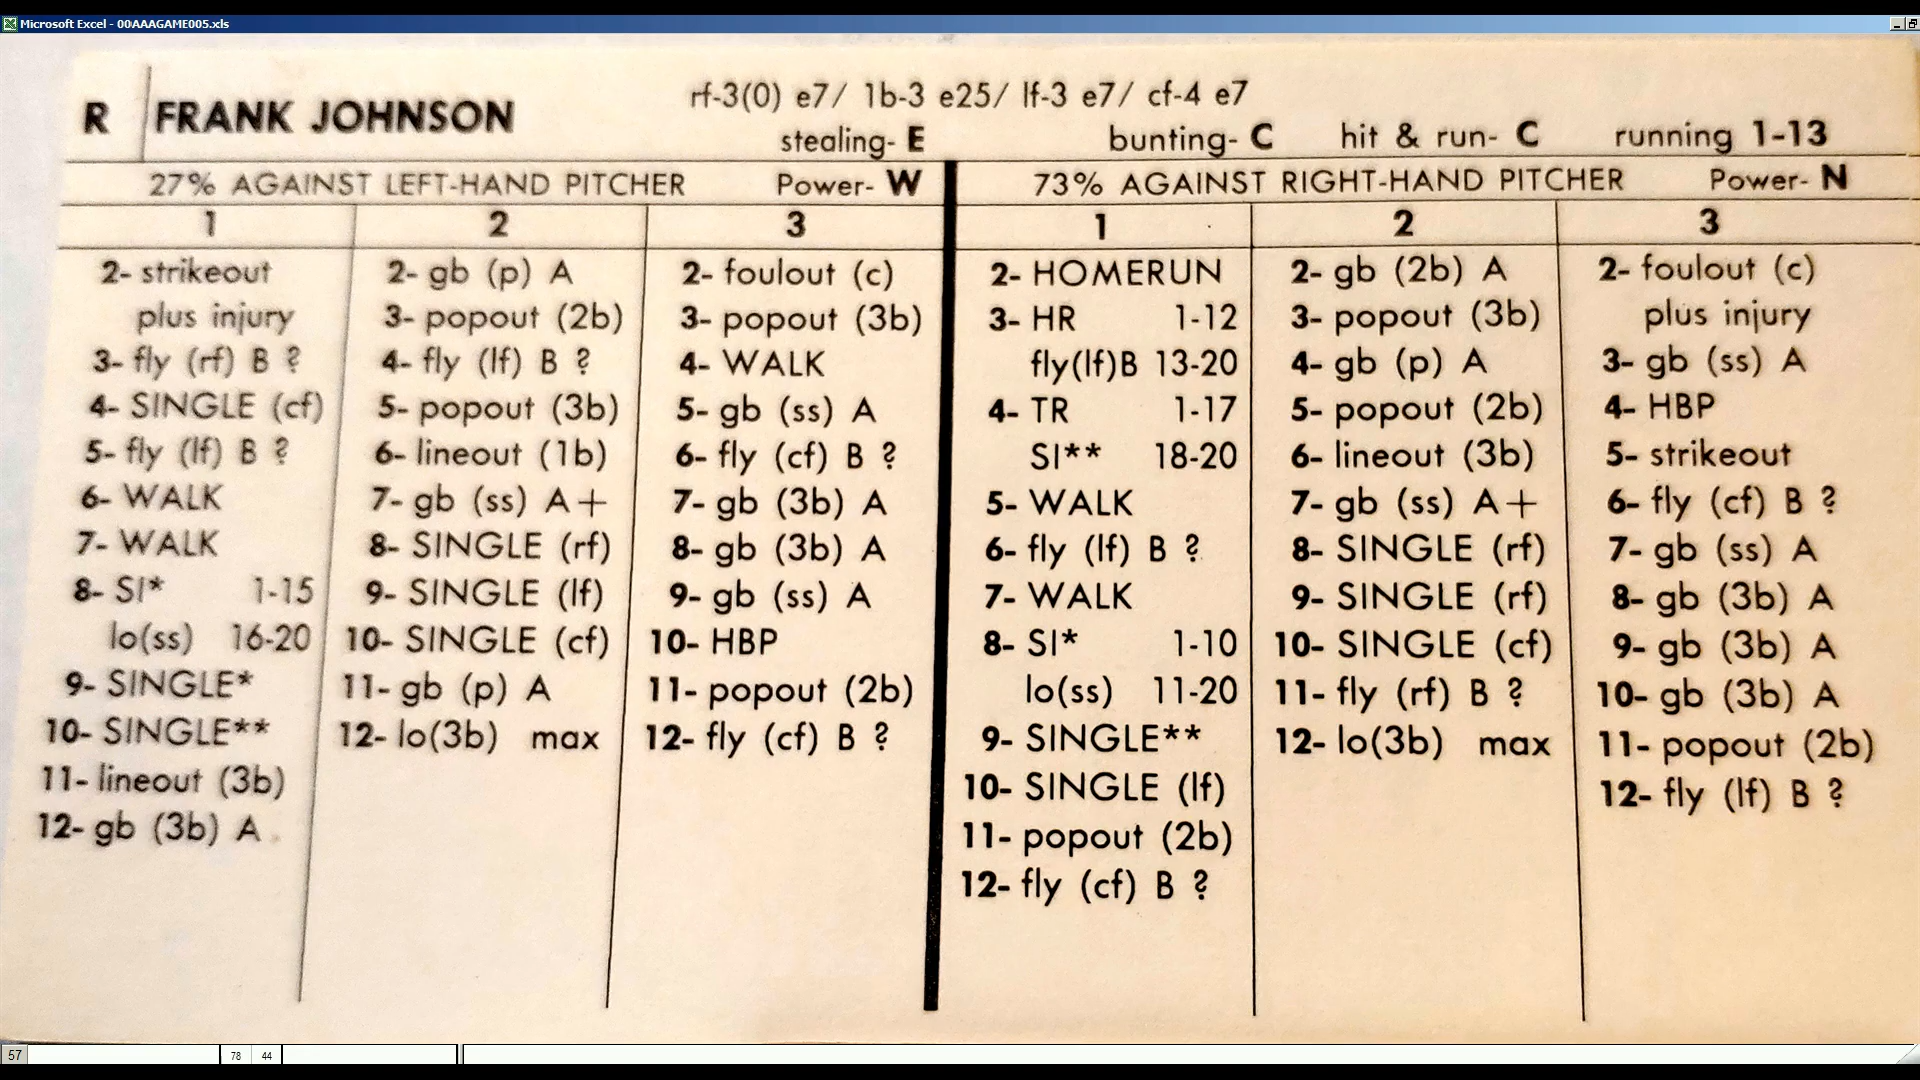 Microsoft Excel - 00AAAGAME005.xls
R FRANK JOHNSON
rf-3(0) e7/ 1b-3 e25/ lf-3 e7/ cf-4 e7
stealing- E bunting- C hit & run- C running 1-13
27% AGAINST LEFT-HAND PITCHER Power- W
1
2- strikeout
plus injury
3- fly (rf) B ?
4- SINGLE (cf)
5- fly (lf) B ?
6- WALK
7- WALK
8- SI* 1-15
lo(ss) 16-20
9- SINGLE*
10- SINGLE**
11- lineout (3b)
12- gb (3b) A
2
2- gb (p) A
3- popout (2b)
4- fly (lf) B ?
5- popout (3b)
6- lineout (1b)
7- gb (ss) A+
8- SINGLE (rf)
9- SINGLE (lf)
10- SINGLE (cf)
11- gb (p) A
12- lo(3b) max
3
2- foulout (c)
3- popout (3b)
4- WALK
5- gb (ss) A
6- fly (cf) B ?
7- gb (3b) A
8- gb (3b) A
9- gb (ss) A
10- HBP
11- popout (2b)
12- fly (cf) B ?
73% AGAINST RIGHT-HAND PITCHER Power- N
1
2- HOMERUN
3- HR 1-12
fly(lf)B 13-20
4- TR 1-17
SI** 18-20
5- WALK
6- fly (lf) B ?
7- WALK
8- SI* 1-10
lo(ss) 11-20
9- SINGLE**
10- SINGLE (lf)
11- popout (2b)
12- fly (cf) B ?
2
2- gb (2b) A
3- popout (3b)
4- gb (p) A
5- popout (2b)
6- lineout (3b)
7- gb (ss) A+
8- SINGLE (rf)
9- SINGLE (rf)
10- SINGLE (cf)
11- fly (rf) B ?
12- lo(3b) max
3
2- foulout (c)
plus injury
3- gb (ss) A
4- HBP
5- strikeout
6- fly (cf) B ?
7- gb (ss) A
8- gb (3b) A
9- gb (3b) A
10- gb (3b) A
11- popout (2b)
12- fly (lf) B ?
57 78 44